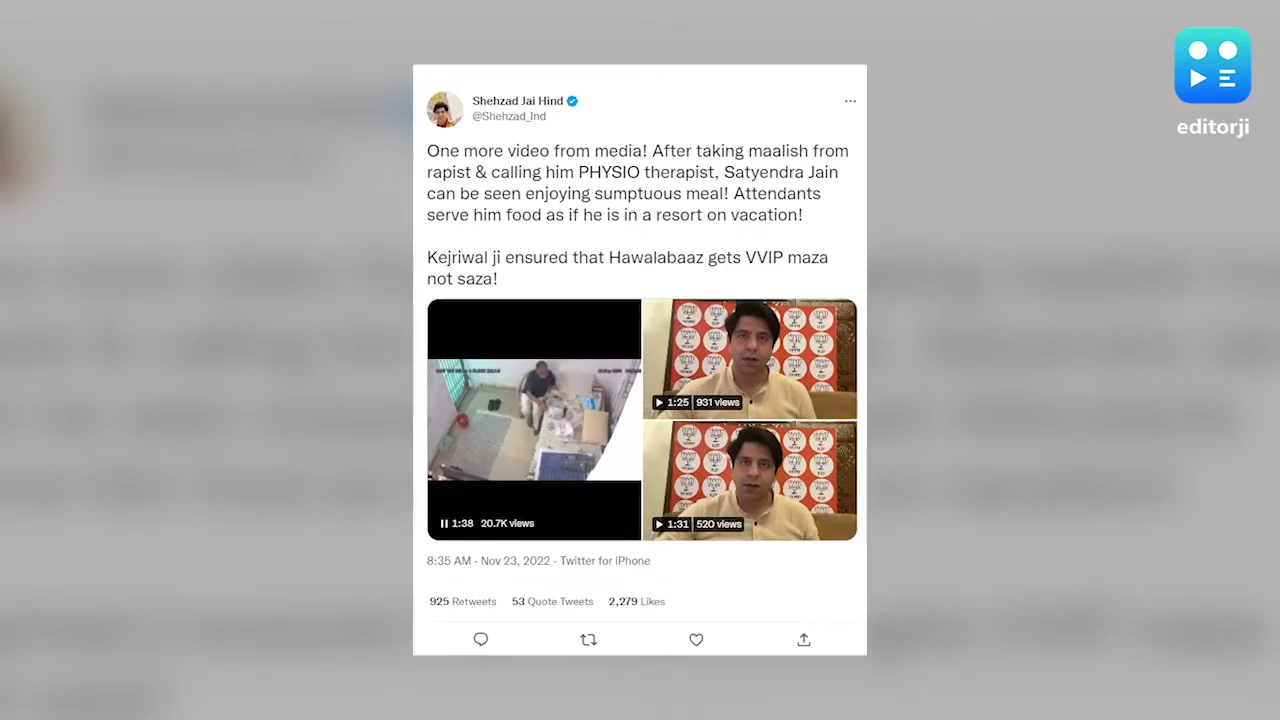 editorji
Shehzad Jai Hind
@Shehzad_Ind
One more video from media! After taking maalish from
rapist & calling him PHYSIO therapist, Satyendra Jain
can be seen enjoying sumptuous meal! Attendants
serve him food as if he is in a resort on vacation!
Kejriwal ji ensured that Hawalabaaz gets VVIP maza
not saza!
1:38 20.7K views
1:25 931 views
1:31 520 views
8:35 AM · Nov 23, 2022 · Twitter for iPhone
925 Retweets 53 Quote Tweets 2,279 Likes